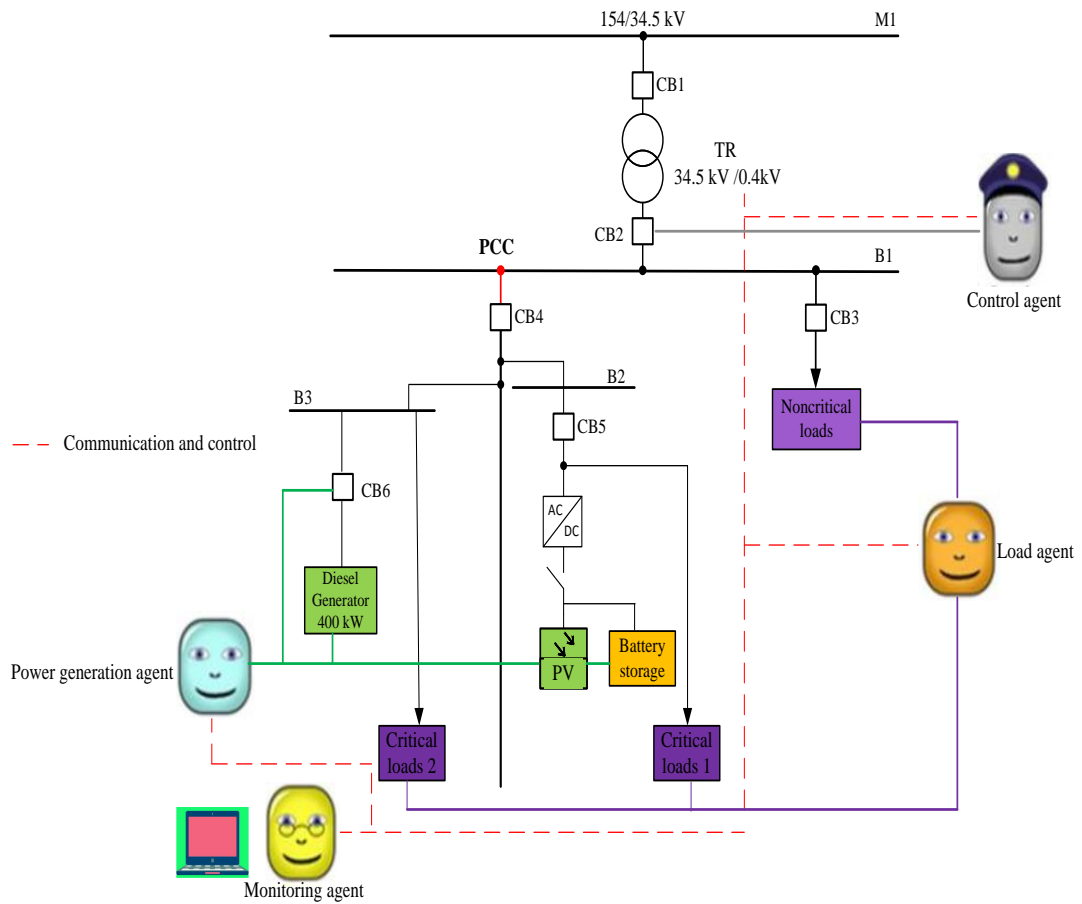 154/34.5 kV
M1
CB1
TR
34.5 kV /0.4kV
CB2
PCC
B1
Control agent
CB4
CB3
B2
B3
Noncritical
loads
CB5
Communication and control
CB6
AC
DC
Load agent
Diesel
Generator
400 kW
PV
Battery
storage
Power generation agent
Critical
loads 2
Critical
loads 1
Monitoring agent